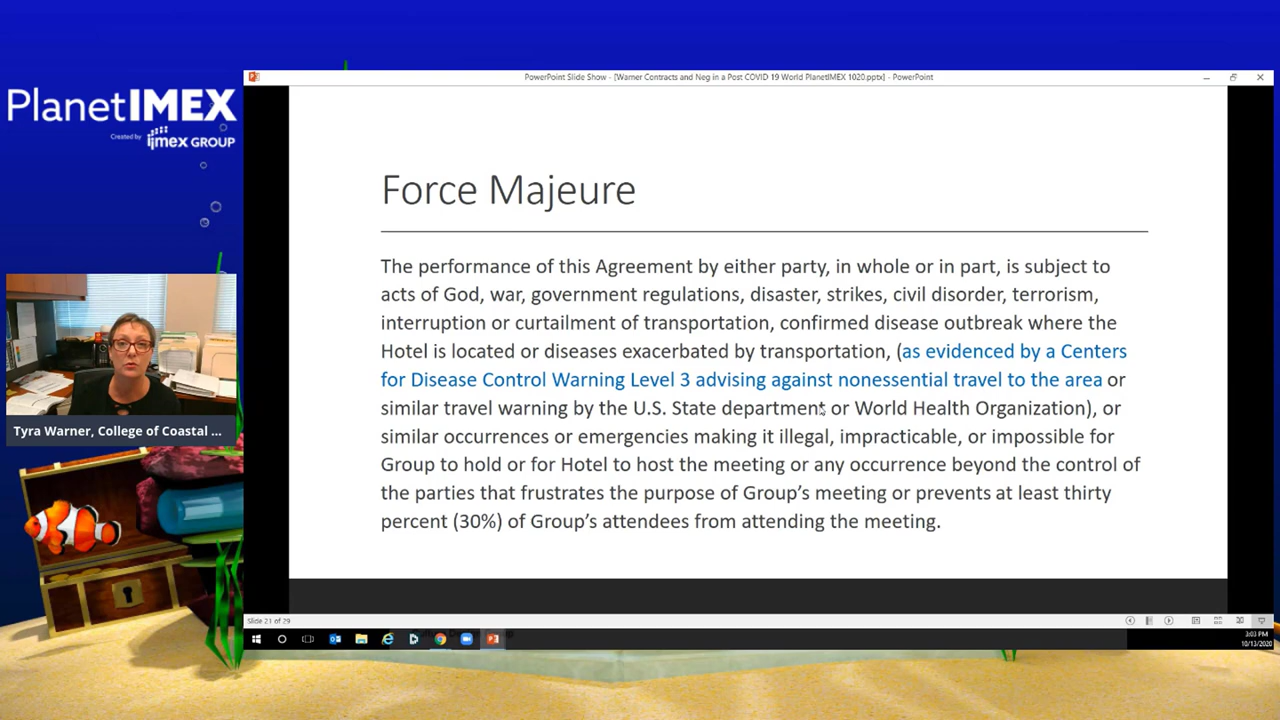 PowerPoint Slide Show - [Warner Contracts and Neg in a Post COVID 19 World PlanetIMEX 1020.pptx] - PowerPoint
PlanetIMEX
Created by imex GROUP
Force Majeure
The performance of this Agreement by either party, in whole or in part, is subject to
acts of God, war, government regulations, disaster, strikes, civil disorder, terrorism,
interruption or curtailment of transportation, confirmed disease outbreak where the
Hotel is located or diseases exacerbated by transportation, (as evidenced by a Centers
for Disease Control Warning Level 3 advising against nonessential travel to the area or
similar travel warning by the U.S. State department or World Health Organization), or
similar occurrences or emergencies making it illegal, impracticable, or impossible for
Group to hold or for Hotel to host the meeting or any occurrence beyond the control of
the parties that frustrates the purpose of Group's meeting or prevents at least thirty
percent (30%) of Group's attendees from attending the meeting.
Tyra Warner, College of Coastal ...
Slide 21 of 29
3:03 PM
10/13/2020